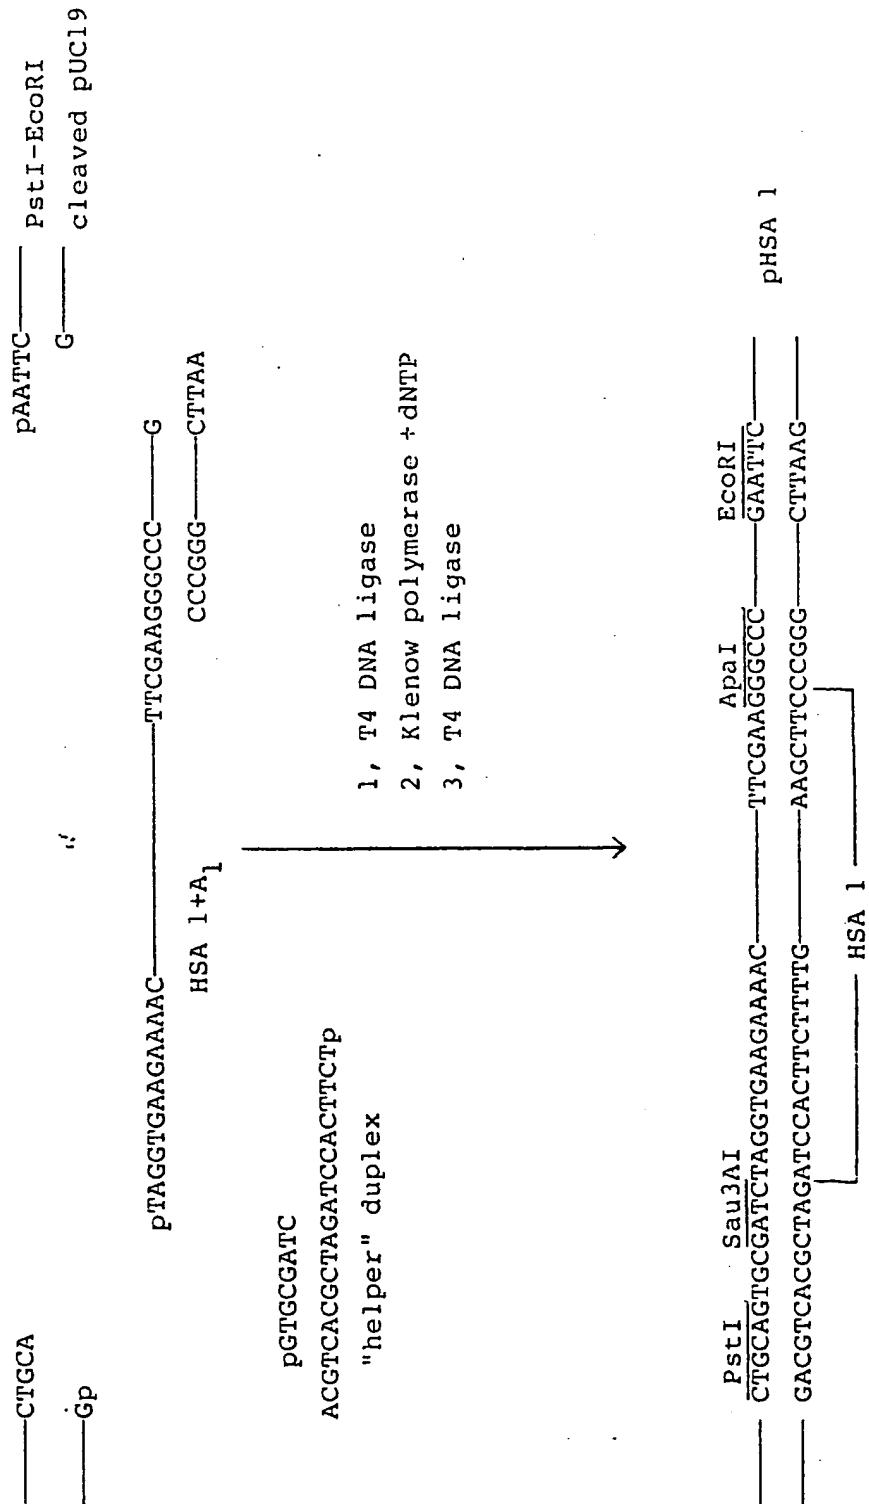 CTGCA
pAATTC
PstI-EcoRI
Gp
G
cleaved pUC19
pTAGGTGAAGAAAAC
TTCGAAGGGCCC
G
HSA 1+A1
CCCGGG
CTTAA
pGTGCGATC
ACGTCACGCTAGATCCACTTCTp
"helper" duplex
1, T4 DNA ligase
2, Klenow polymerase +dNTP
3, T4 DNA ligase
PstI
Sau3AI
ApaI
EcoRI
CTGCAGTGCGATCTAGGTGAAGAAAAC
TTCGAAGGGCCC
GAATTC
GACGTCACGCTAGATCCACTTCTTTTG
AAGCTTCCCGGG
CTTAAG
pHSA 1
HSA 1